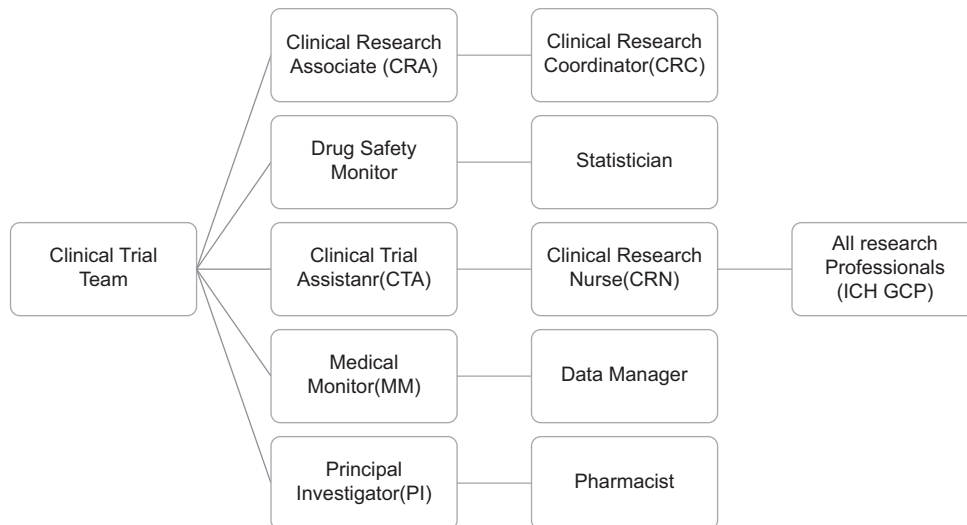 Clinical Research
Associate (CRA)
Clinical Research
Coordinator(CRC)
Drug Safety
Monitor
Statistician
Clinical Trial
Team
Clinical Trial
Assistanr(CTA)
Clinical Research
Nurse(CRN)
All research
Professionals
(ICH GCP)
Medical
Monitor(MM)
Data Manager
Principal
Investigator(PI)
Pharmacist